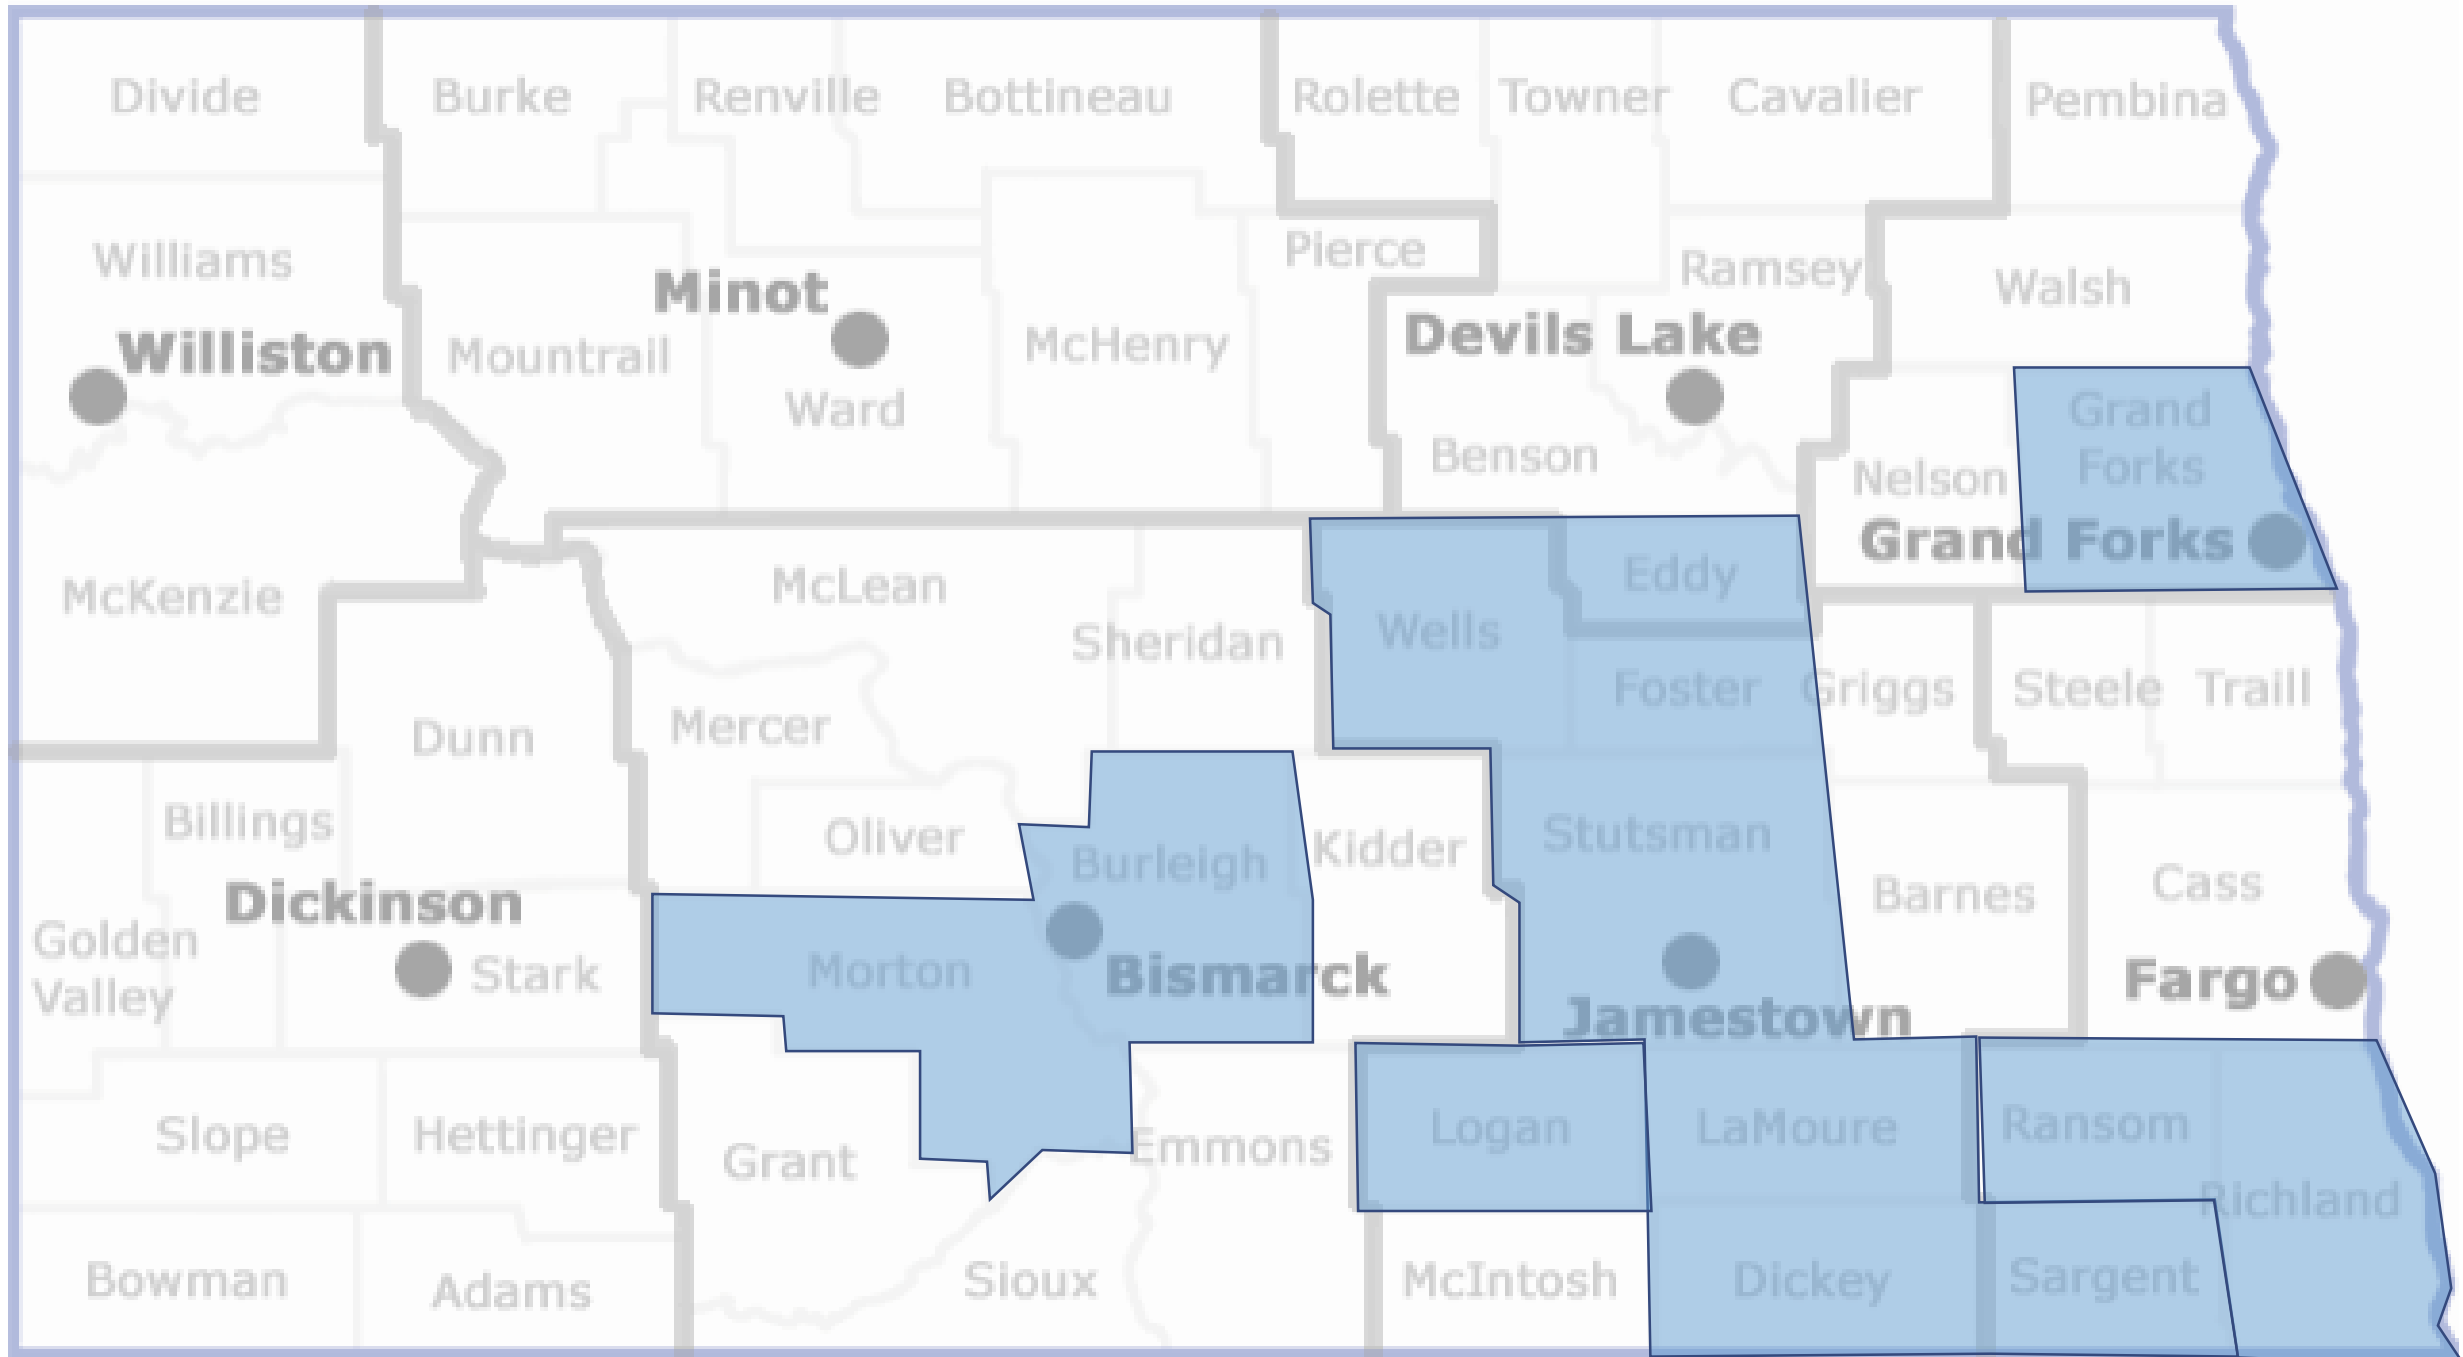 Divide
Burke
Renville
Bottineau
Rolette
Towner
Cavalier
Pembina
Williams
Minot
Pierce
Ramsey
Walsh
Williston
Mountrail
Ward
McHenry
Devils Lake
Benson
Nelson
Grand
Forks
Grand Forks
McKenzie
McLean
Sheridan
Wells
Eddy
Foster
Griggs
Steele
Traill
Dunn
Mercer
Billings
Oliver
Burleigh
Kidder
Stutsman
Barnes
Cass
Dickinson
Golden
Valley
Stark
Morton
Bismarck
Jamestown
Fargo
Slope
Hettinger
Grant
Emmons
Logan
LaMoure
Ransom
Richland
Bowman
Adams
Sioux
McIntosh
Dickey
Sargent